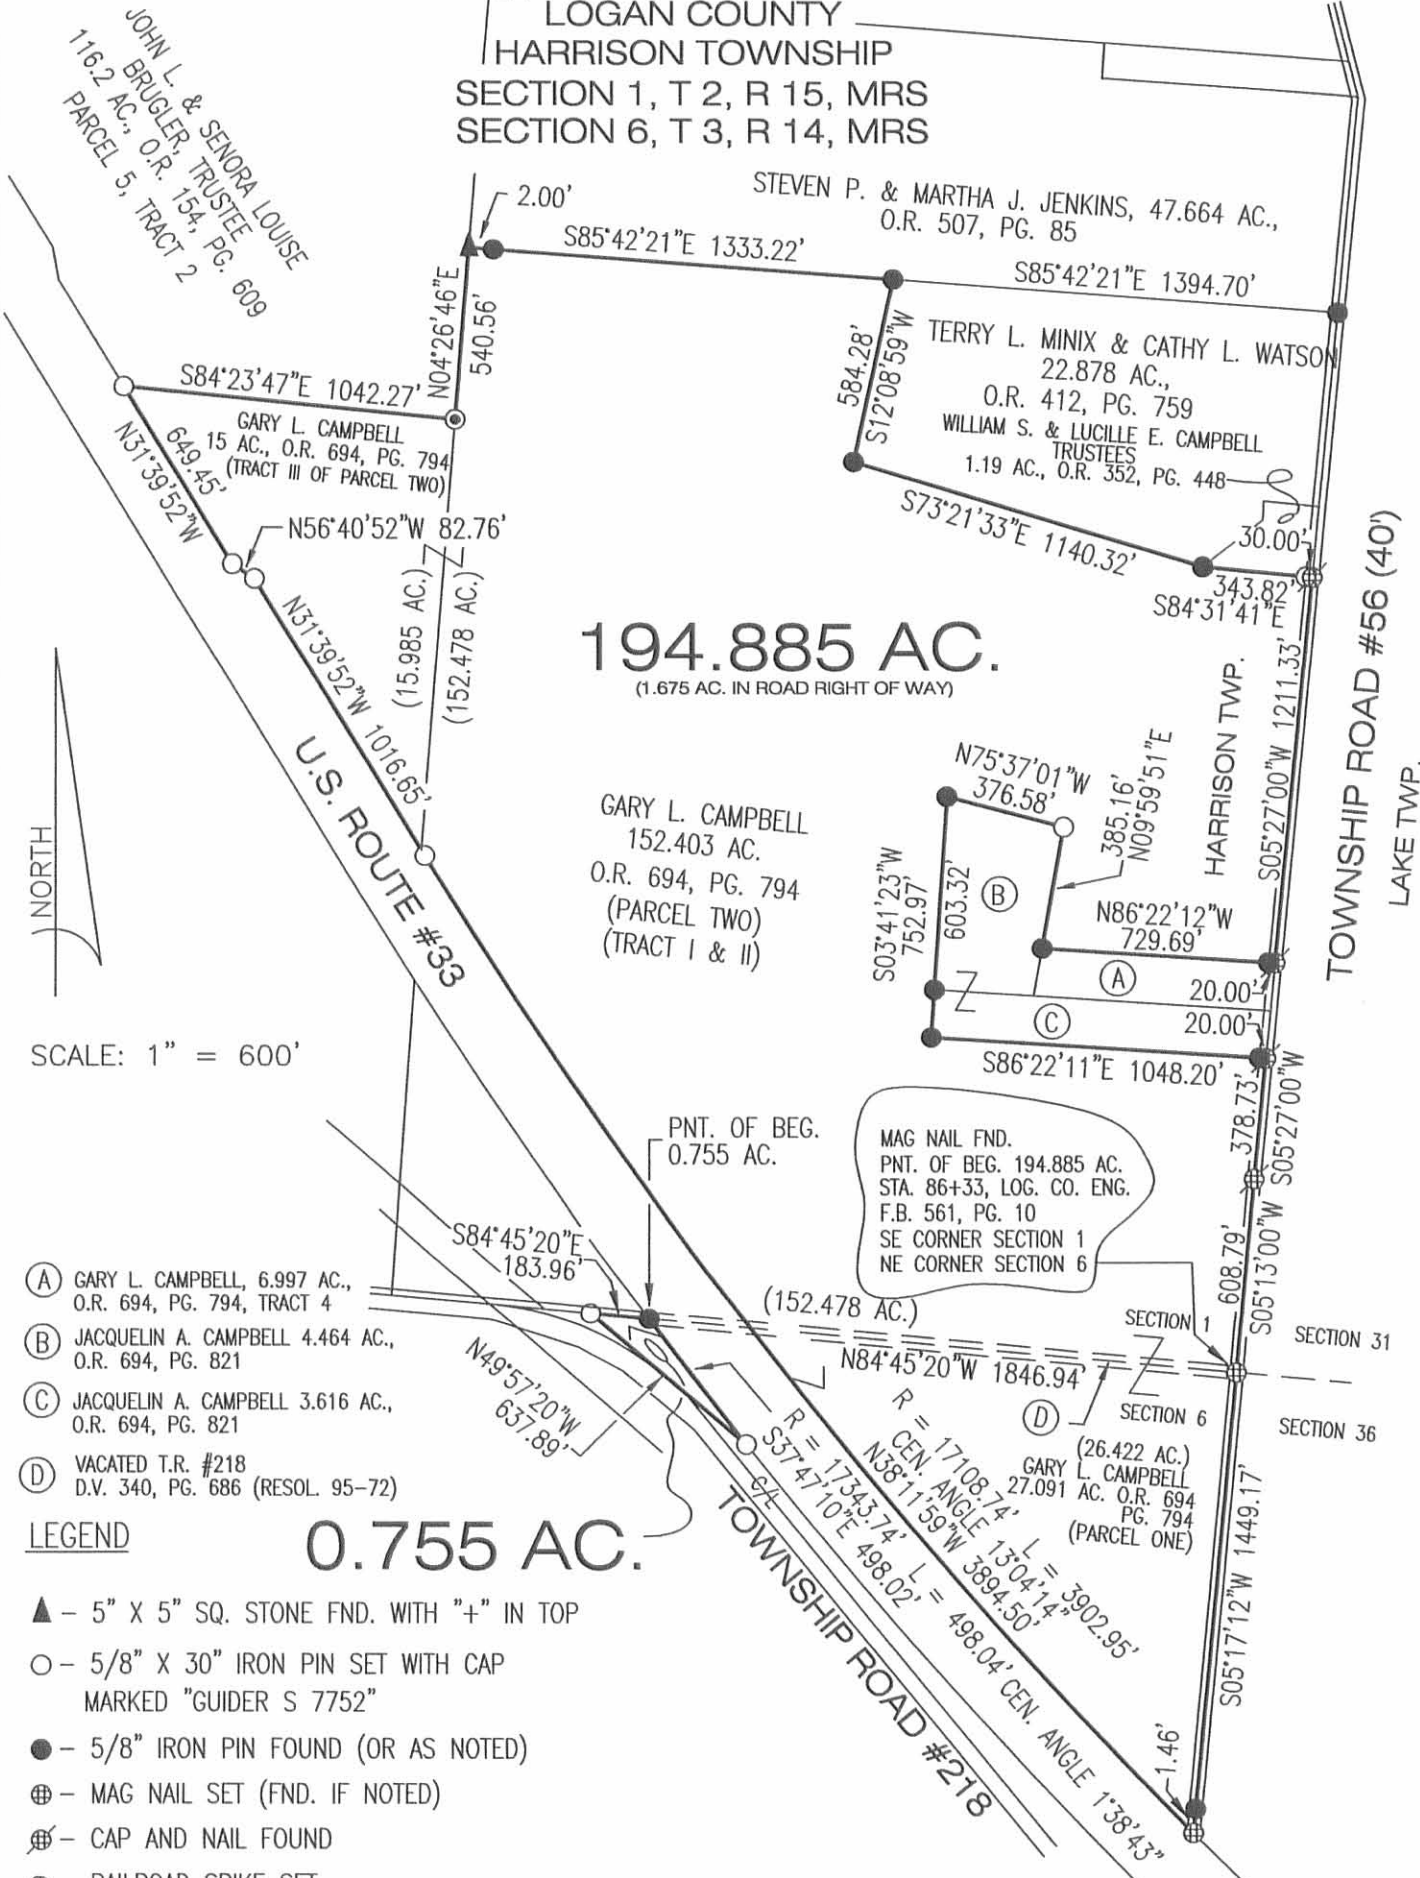 LOGAN COUNTY
HARRISON TOWNSHIP
SECTION 1, T 2, R 15, MRS
SECTION 6, T 3, R 14, MRS
JOHN L. & SENORA LOUISE
BRUGLER, TRUSTEE
116.2 AC., O.R. 154, PG. 609
PARCEL 5, TRACT 2
2.00'
STEVEN P. & MARTHA J. JENKINS, 47.664 AC.,
O.R. 507, PG. 85
S85°42'21"E 1333.22'
S85°42'21"E 1394.70'
N04°26'46"E
540.56'
584.28'
S12°08'59"W
TERRY L. MINIX & CATHY L. WATSON
22.878 AC.,
O.R. 412, PG. 759
WILLIAM S. & LUCILLE E. CAMPBELL
TRUSTEES
1.19 AC., O.R. 352, PG. 448
S84°23'47"E 1042.27'
GARY L. CAMPBELL
15 AC., O.R. 694, PG. 794
(TRACT III OF PARCEL TWO)
649.45'
N31°39'52"W
N56°40'52"W 82.76'
S73°21'33"E 1140.32'
30.00'
343.82'
S84°31'41"E
(15.985 AC.)
(152.478 AC.)
N31°39'52"W 1016.65'
194.885 AC.
(1.675 AC. IN ROAD RIGHT OF WAY)
HARRISON TWP.
S05°27'00"W 1211.33'
TOWNSHIP ROAD #56 (40')
LAKE TWP.
U.S. ROUTE #33
GARY L. CAMPBELL
152.403 AC.
O.R. 694, PG. 794
(PARCEL TWO)
(TRACT I & II)
N75°37'01"W
376.58'
385.16'
N09°59'51"E
S03°41'23"W
752.97'
603.32'
B
N86°22'12"W
729.69'
A
20.00'
C
20.00'
S86°22'11"E 1048.20'
NORTH
SCALE: 1" = 600'
378.73'
S05°27'00"W
PNT. OF BEG.
0.755 AC.
MAG NAIL FND.
PNT. OF BEG. 194.885 AC.
STA. 86+33, LOG. CO. ENG.
F.B. 561, PG. 10
SE CORNER SECTION 1
NE CORNER SECTION 6
608.79'
S05°13'00"W
S84°45'20"E
183.96'
(152.478 AC.)
SECTION 1
SECTION 31
N84°45'20"W 1846.94'
D
SECTION 6
SECTION 36
(26.422 AC.)
GARY L. CAMPBELL
27.091 AC. O.R. 694
PG. 794
(PARCEL ONE)
N49°57'20"W
637.89'
R = 17108.74' L = 3902.95'
CEN. ANGLE 13°04'14"
N38°11'59"W 3894.50'
R = 17343.74' L = 498.04' CEN. ANGLE 1°38'43"
S37°47'10"E 498.02'
C/L
TOWNSHIP ROAD #218
S05°17'12"W 1449.17'
1.46'
A GARY L. CAMPBELL, 6.997 AC.,
O.R. 694, PG. 794, TRACT 4
B JACQUELIN A. CAMPBELL 4.464 AC.,
O.R. 694, PG. 821
C JACQUELIN A. CAMPBELL 3.616 AC.,
O.R. 694, PG. 821
D VACATED T.R. #218
D.V. 340, PG. 686 (RESOL. 95-72)
0.755 AC.
LEGEND
– 5" X 5" SQ. STONE FND. WITH "+" IN TOP
– 5/8" X 30" IRON PIN SET WITH CAP
MARKED "GUIDER S 7752"
– 5/8" IRON PIN FOUND (OR AS NOTED)
– MAG NAIL SET (FND. IF NOTED)
– CAP AND NAIL FOUND
– RAILROAD SPIKE SET